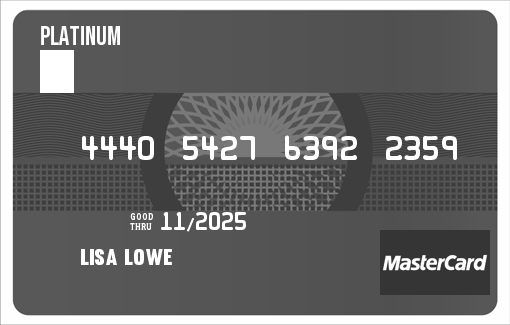 PLATINUM
4440 5427 6392 2359
GOOD THRU 11/2025
LISA LOWE
MasterCard